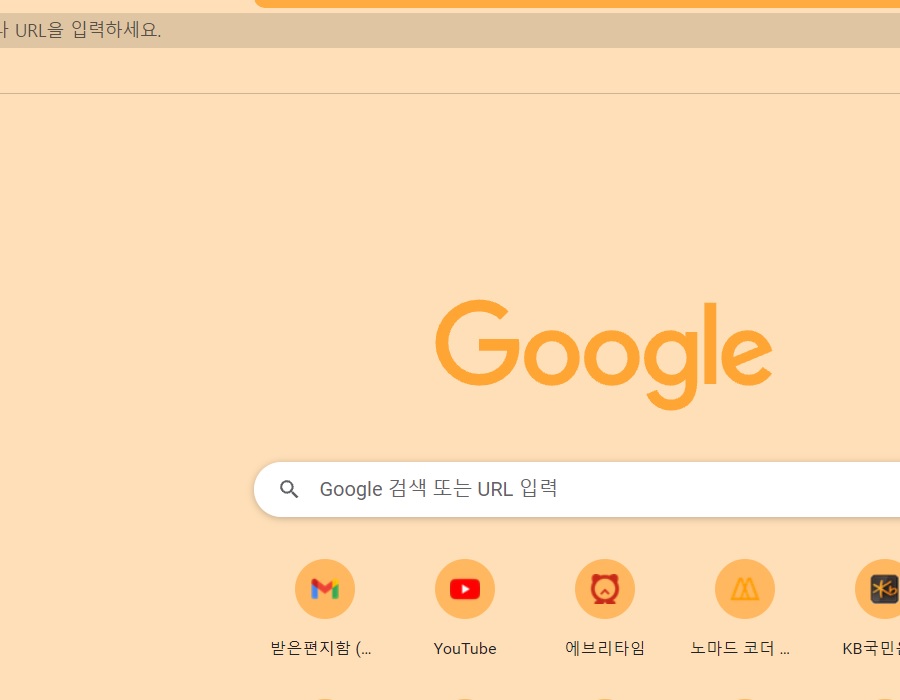 URL을 입력하세요.
Google
Google 검색 또는 URL 입력
받은편지함 (...
YouTube
에브리타임
노마드 코더 ...
KB국민